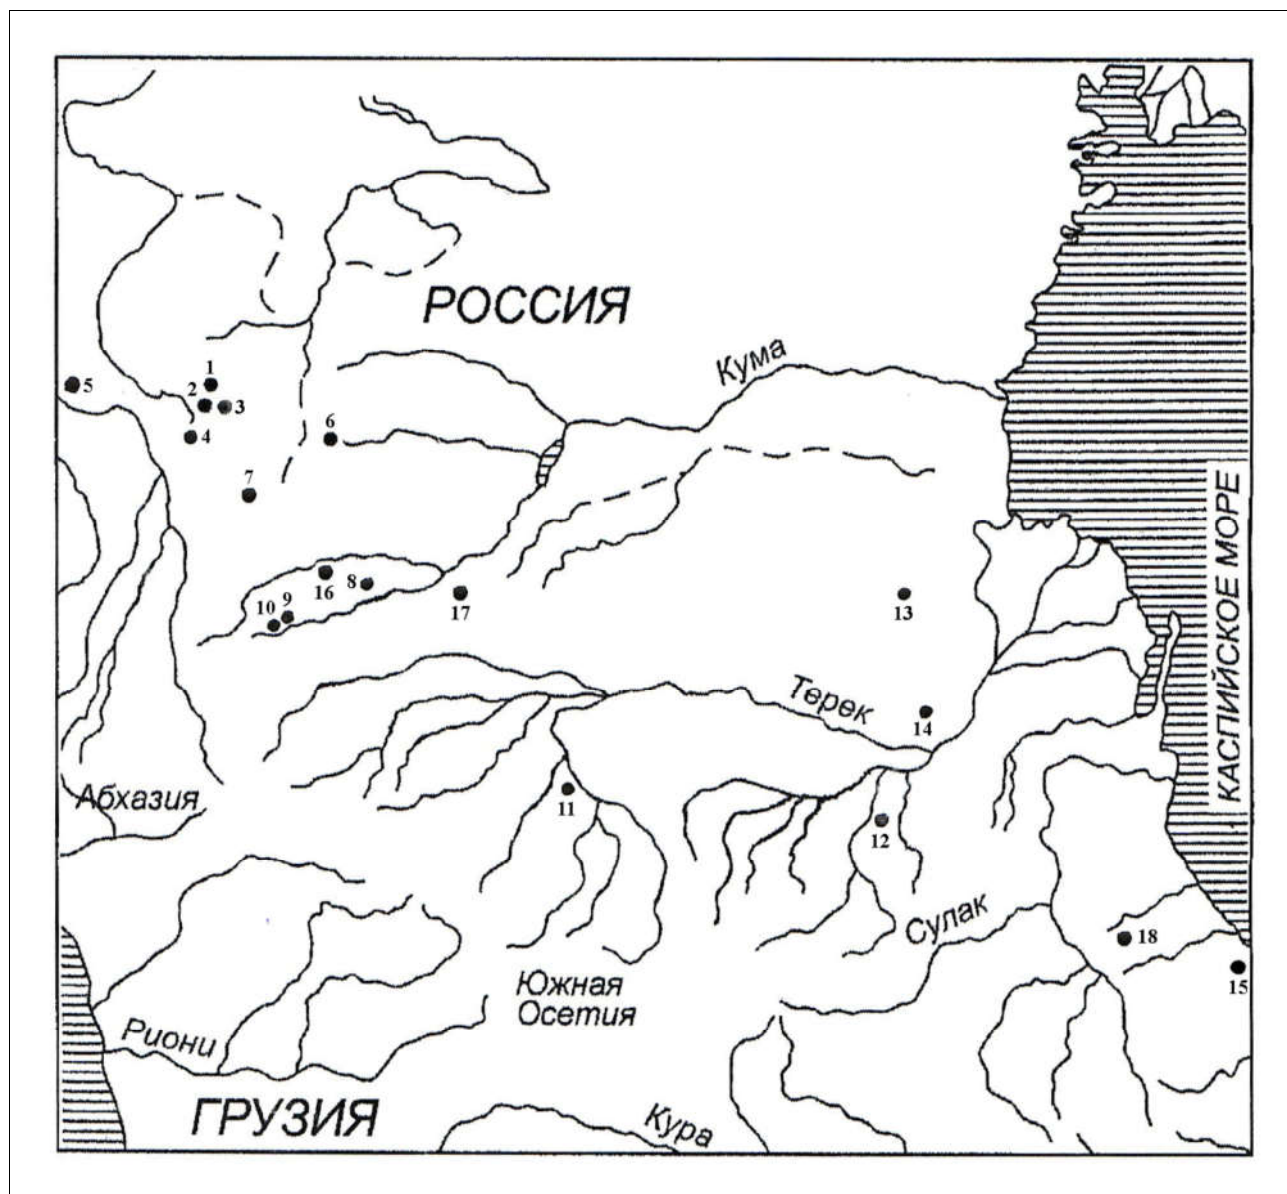 РОССИЯ
Кума
1
2
3
5
4
6
7
КАСПИЙСКОЕ МОРЕ
16
8
10
9
17
13
Терек
14
Абхазия
11
12
Сулак
18
Южная
Осетия
15
Риони
ГРУЗИЯ
Кура